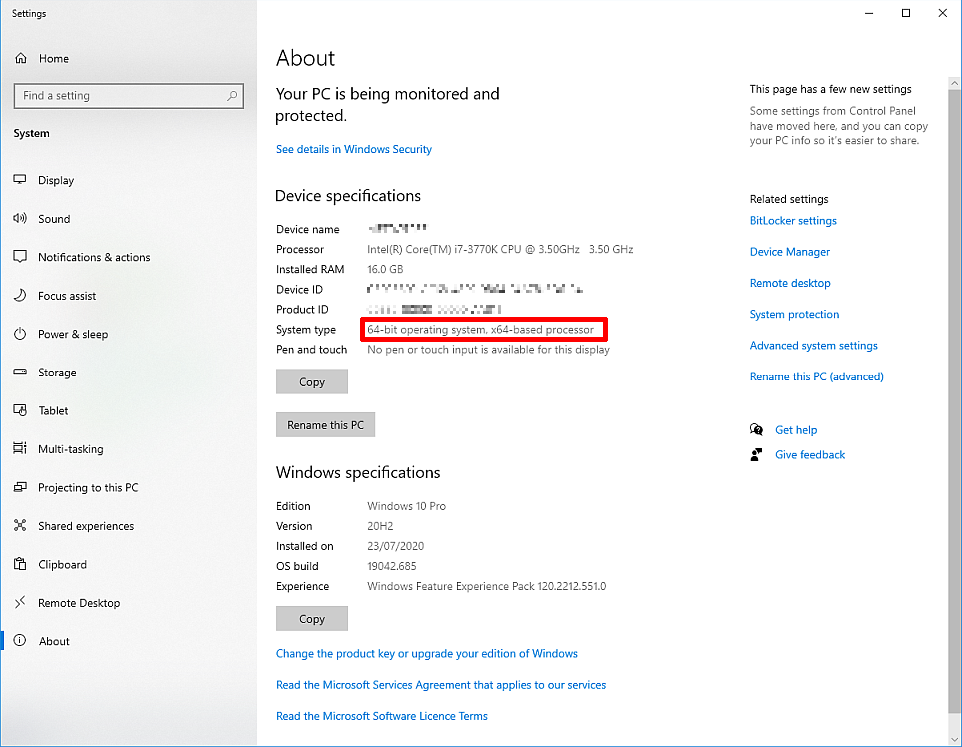 Settings
Home
Find a setting
System
Display
Sound
Notifications & actions
Focus assist
Power & sleep
Storage
Tablet
Multi-tasking
Projecting to this PC
Shared experiences
Clipboard
Remote Desktop
About
About
Your PC is being monitored and
protected.
See details in Windows Security
Device specifications
Device name
Processor Intel(R) Core(TM) i7-3770K CPU @ 3.50GHz 3.50 GHz
Installed RAM 16.0 GB
Device ID
Product ID
System type 64-bit operating system, x64-based processor
Pen and touch No pen or touch input is available for this display
Copy
Rename this PC
Windows specifications
Edition Windows 10 Pro
Version 20H2
Installed on 23/07/2020
OS build 19042.685
Experience Windows Feature Experience Pack 120.2212.551.0
Copy
Change the product key or upgrade your edition of Windows
Read the Microsoft Services Agreement that applies to our services
Read the Microsoft Software Licence Terms
This page has a few new settings
Some settings from Control Panel
have moved here, and you can copy
your PC info so it's easier to share.
Related settings
BitLocker settings
Device Manager
Remote desktop
System protection
Advanced system settings
Rename this PC (advanced)
Get help
Give feedback